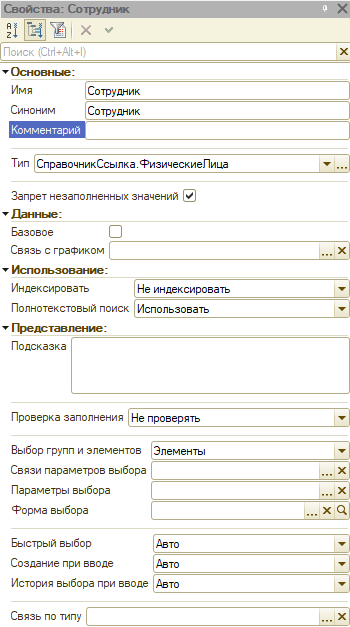 Свойства: Сотрудник
Поиск (Ctrl+Alt+I)
Основные:
Имя Сотрудник
Синоним Сотрудник
Комментарий
Тип СправочникСсылка.ФизическиеЛица
Запрет незаполненных значений
Данные:
Базовое
Связь с графиком
Использование:
Индексировать Не индексировать
Полнотекстовый поиск Использовать
Представление:
Подсказка
Проверка заполнения Не проверять
Выбор групп и элементов Элементы
Связи параметров выбора
Параметры выбора
Форма выбора
Быстрый выбор Авто
Создание при вводе Авто
История выбора при вводе Авто
Связь по типу